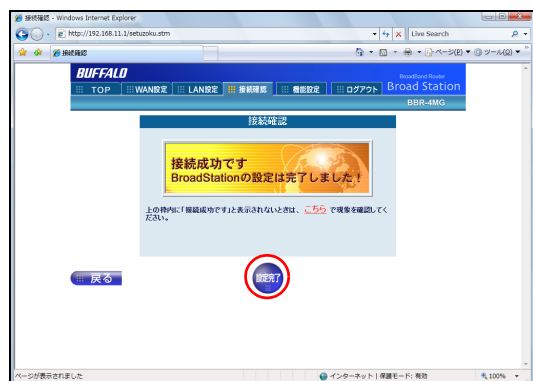 接続確認 - Windows Internet Explorer
http://192.168.11.1/setuzoku.stm
Live Search
接続確認
ページ(P)
ツール(O)
BUFFALO
BroadBand Router
Broad Station
TOP
WAN設定
LAN設定
接続確認
機能設定
ログアウト
BBR-4MG
接続確認
接続成功です
BroadStationの設定は完了しました！
上の枠内に「接続成功です」と表示されないときは、こちら で現象を確認してく
ださい。
戻る
設定完了
ページが表示されました
インターネット | 保護モード: 有効
100%